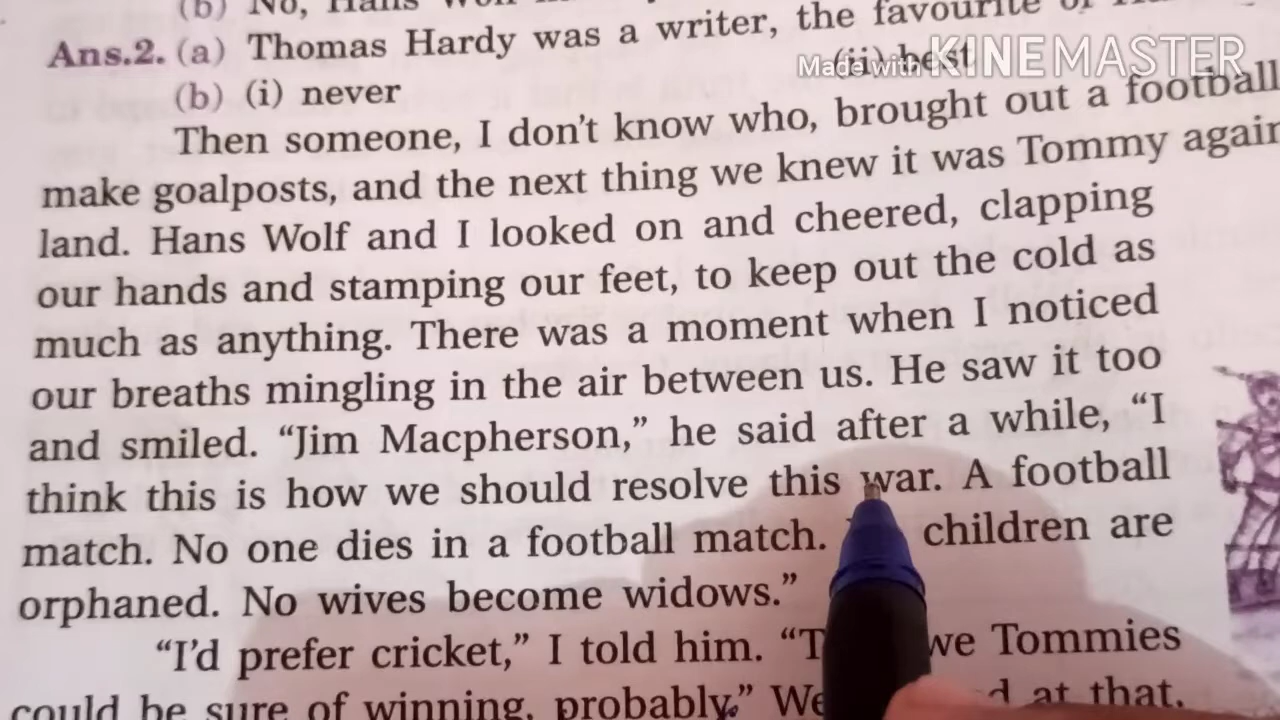 (b) No, Hans
Ans.2. (a) Thomas Hardy was a writer, the favourite of
Made with KINEMASTER
(b) (i) never (ii) best
Then someone, I don't know who, brought out a football
make goalposts, and the next thing we knew it was Tommy again
land. Hans Wolf and I looked on and cheered, clapping
our hands and stamping our feet, to keep out the cold as
much as anything. There was a moment when I noticed
our breaths mingling in the air between us. He saw it too
and smiled. “Jim Macpherson,” he said after a while, “I
think this is how we should resolve this war. A football
match. No one dies in a football match. children are
orphaned. No wives become widows.”
“I'd prefer cricket,” I told him. we Tommies
could be sure of winning, probably.” at that.